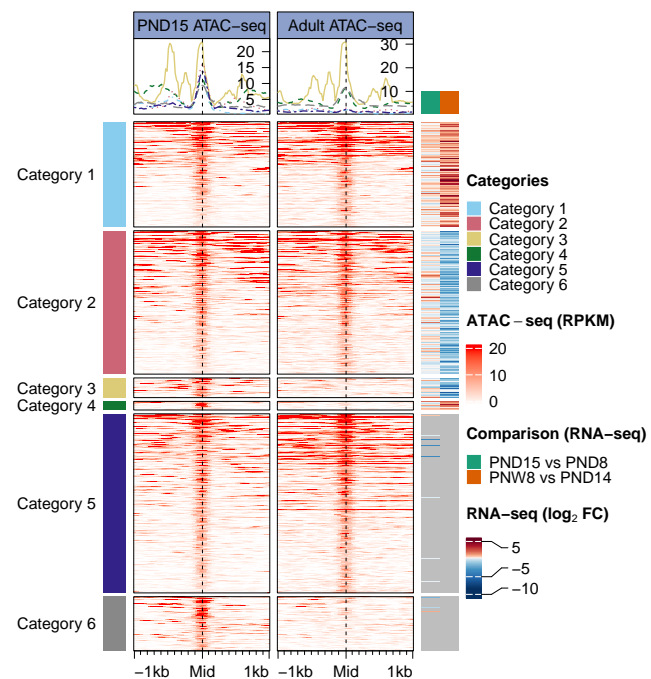 PND15 ATAC−seq
Adult ATAC−seq
20
15
10
5
30
20
10
Category 1
Category 2
Category 3
Category 4
Category 5
Category 6
−1kb
Mid
1kb
−1kb
Mid
1kb
Categories
Category 1
Category 2
Category 3
Category 4
Category 5
Category 6
ATAC−seq (RPKM)
20
10
0
Comparison (RNA−seq)
PND15 vs PND8
PNW8 vs PND14
RNA−seq (log₂ FC)
5
−5
−10